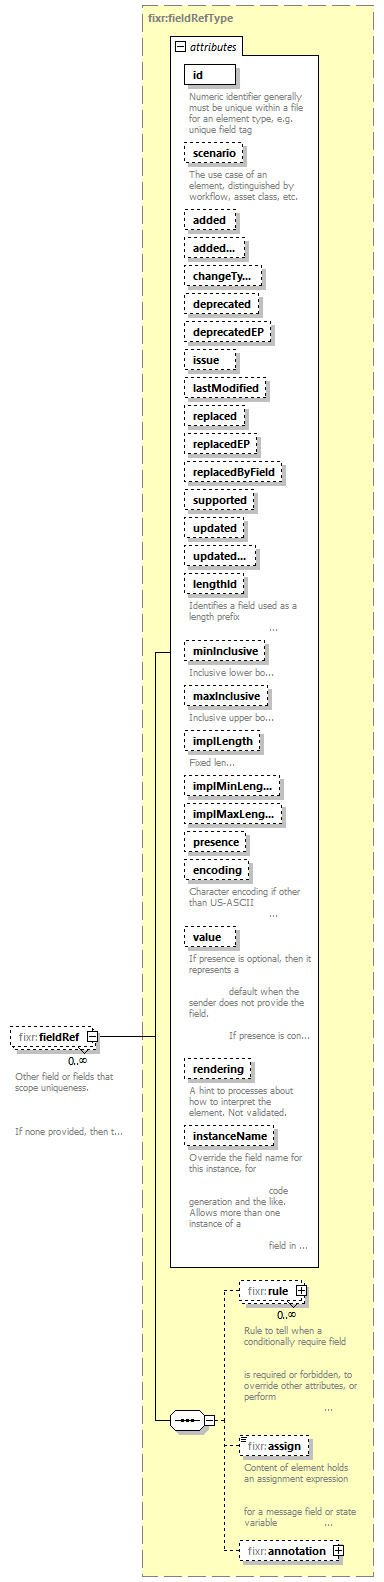 fixr:fieldRefType
attributes
id
Numeric identifier generally
must be unique within a file
for an element type, e.g.
unique field tag
scenario
The use case of an
element, distinguished by
workflow, asset class, etc.
added
added...
changeTy...
deprecated
deprecatedEP
issue
lastModified
replaced
replacedEP
replacedByField
supported
updated
updated...
lengthId
Identifies a field used as a
length prefix
...
minInclusive
Inclusive lower bo...
maxInclusive
Inclusive upper bo...
implLength
Fixed len...
implMinLeng...
implMaxLeng...
presence
encoding
Character encoding if other
than US-ASCII
...
value
If presence is optional, then it
represents a
default when the
sender does not provide the
field.
If presence is con...
rendering
A hint to processes about
how to interpret the
element. Not validated.
instanceName
Override the field name for
this instance, for
code
generation and the like.
Allows more than one
instance of a
field in ...
fixr:fieldRef
0..∞
Other field or fields that
scope uniqueness.
If none provided, then t...
fixr:rule
0..∞
Rule to tell when a
conditionally require field
is required or forbidden, to
override other attributes, or
perform
...
fixr:assign
Content of element holds
an assignment expression
for a message field or state
variable ...
fixr:annotation